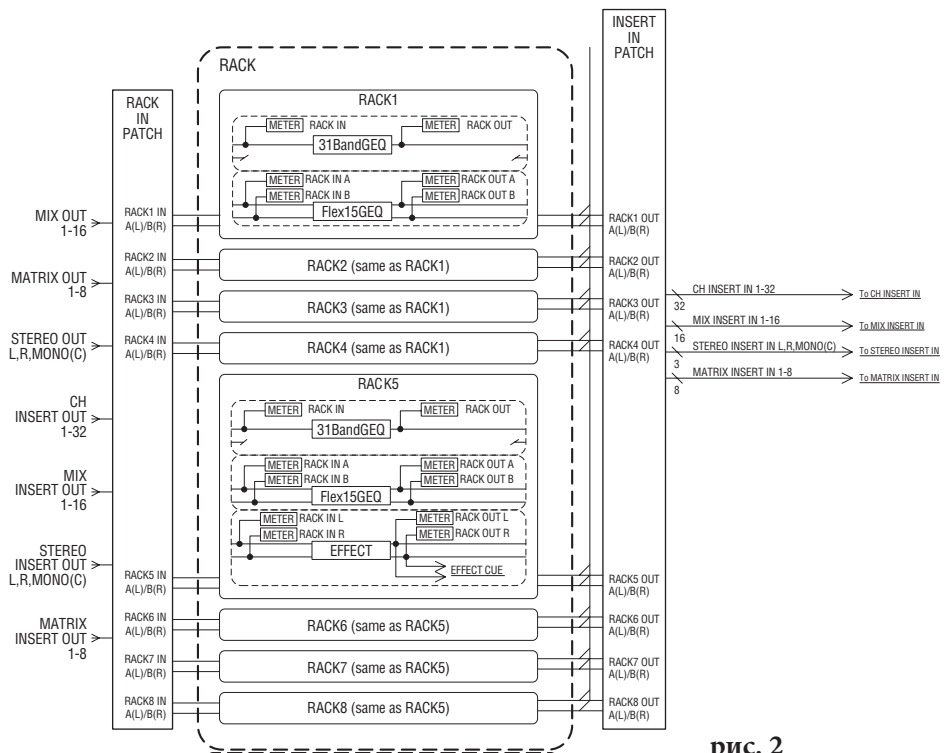 INSERT
IN
PATCH
RACK
RACK
IN
PATCH
RACK1
METER RACK IN METER RACK OUT
31BandGEQ
METER RACK IN A METER RACK OUT A
METER RACK IN B METER RACK OUT B
Flex15GEQ
MIX OUT
1-16
RACK1 IN
A(L)/B(R)
RACK1 OUT
A(L)/B(R)
MATRIX OUT
1-8
RACK2 IN
A(L)/B(R)
RACK2 (same as RACK1)
RACK2 OUT
A(L)/B(R)
RACK3 IN
A(L)/B(R)
RACK3 (same as RACK1)
RACK3 OUT
A(L)/B(R)
STEREO OUT
L,R,MONO(C)
RACK4 IN
A(L)/B(R)
RACK4 (same as RACK1)
RACK4 OUT
A(L)/B(R)
CH INSERT IN 1-32
32
To CH INSERT IN
MIX INSERT IN 1-16
16
To MIX INSERT IN
STEREO INSERT IN L,R,MONO(C)
3
To STEREO INSERT IN
MATRIX INSERT IN 1-8
8
To MATRIX INSERT IN
CH
INSERT OUT
1-32
MIX
INSERT OUT
1-16
STEREO
INSERT OUT
L,R,MONO(C)
MATRIX
INSERT OUT
1-8
RACK5
METER RACK IN METER RACK OUT
31BandGEQ
METER RACK IN A METER RACK OUT A
METER RACK IN B METER RACK OUT B
Flex15GEQ
METER RACK IN L METER RACK OUT L
METER RACK IN R METER RACK OUT R
EFFECT
EFFECT CUE
RACK5 IN
A(L)/B(R)
RACK5 OUT
A(L)/B(R)
RACK6 IN
A(L)/B(R)
RACK6 (same as RACK5)
RACK6 OUT
A(L)/B(R)
RACK7 IN
A(L)/B(R)
RACK7 (same as RACK5)
RACK7 OUT
A(L)/B(R)
RACK8 IN
A(L)/B(R)
RACK8 (same as RACK5)
RACK8 OUT
A(L)/B(R)
рис. 2